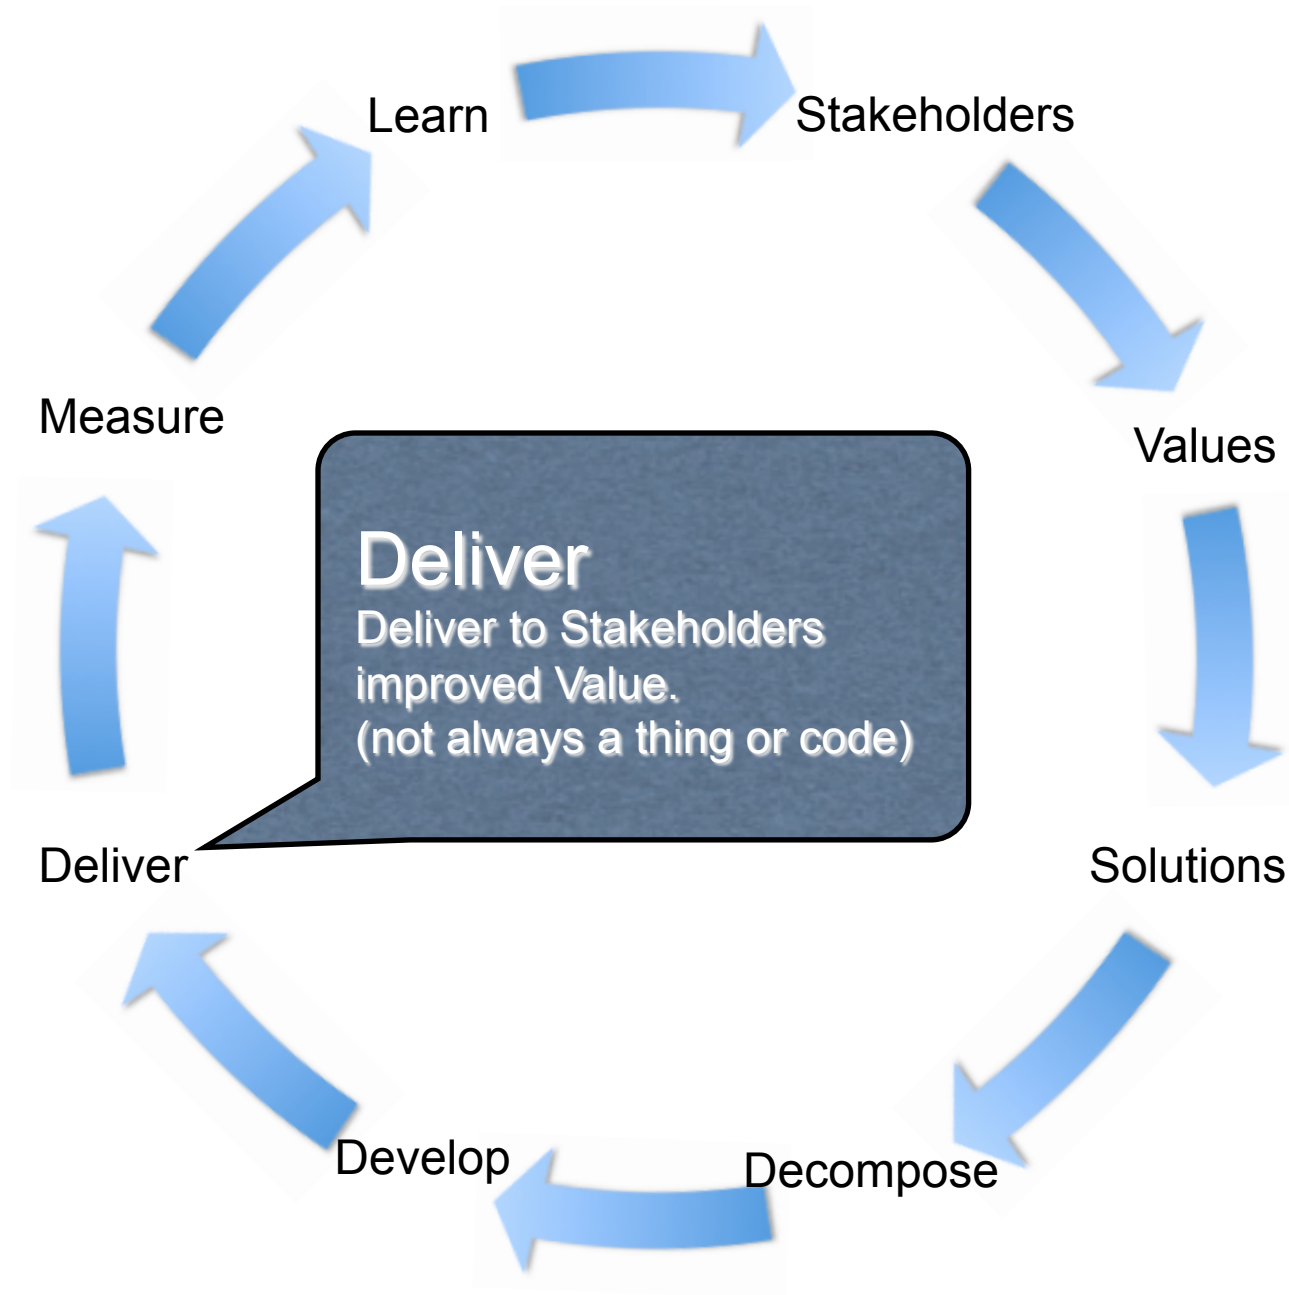 Learn
Stakeholders
Measure
Values
Deliver
Deliver to Stakeholders
improved Value.
(not always a thing or code)
Deliver
Solutions
Develop
Decompose